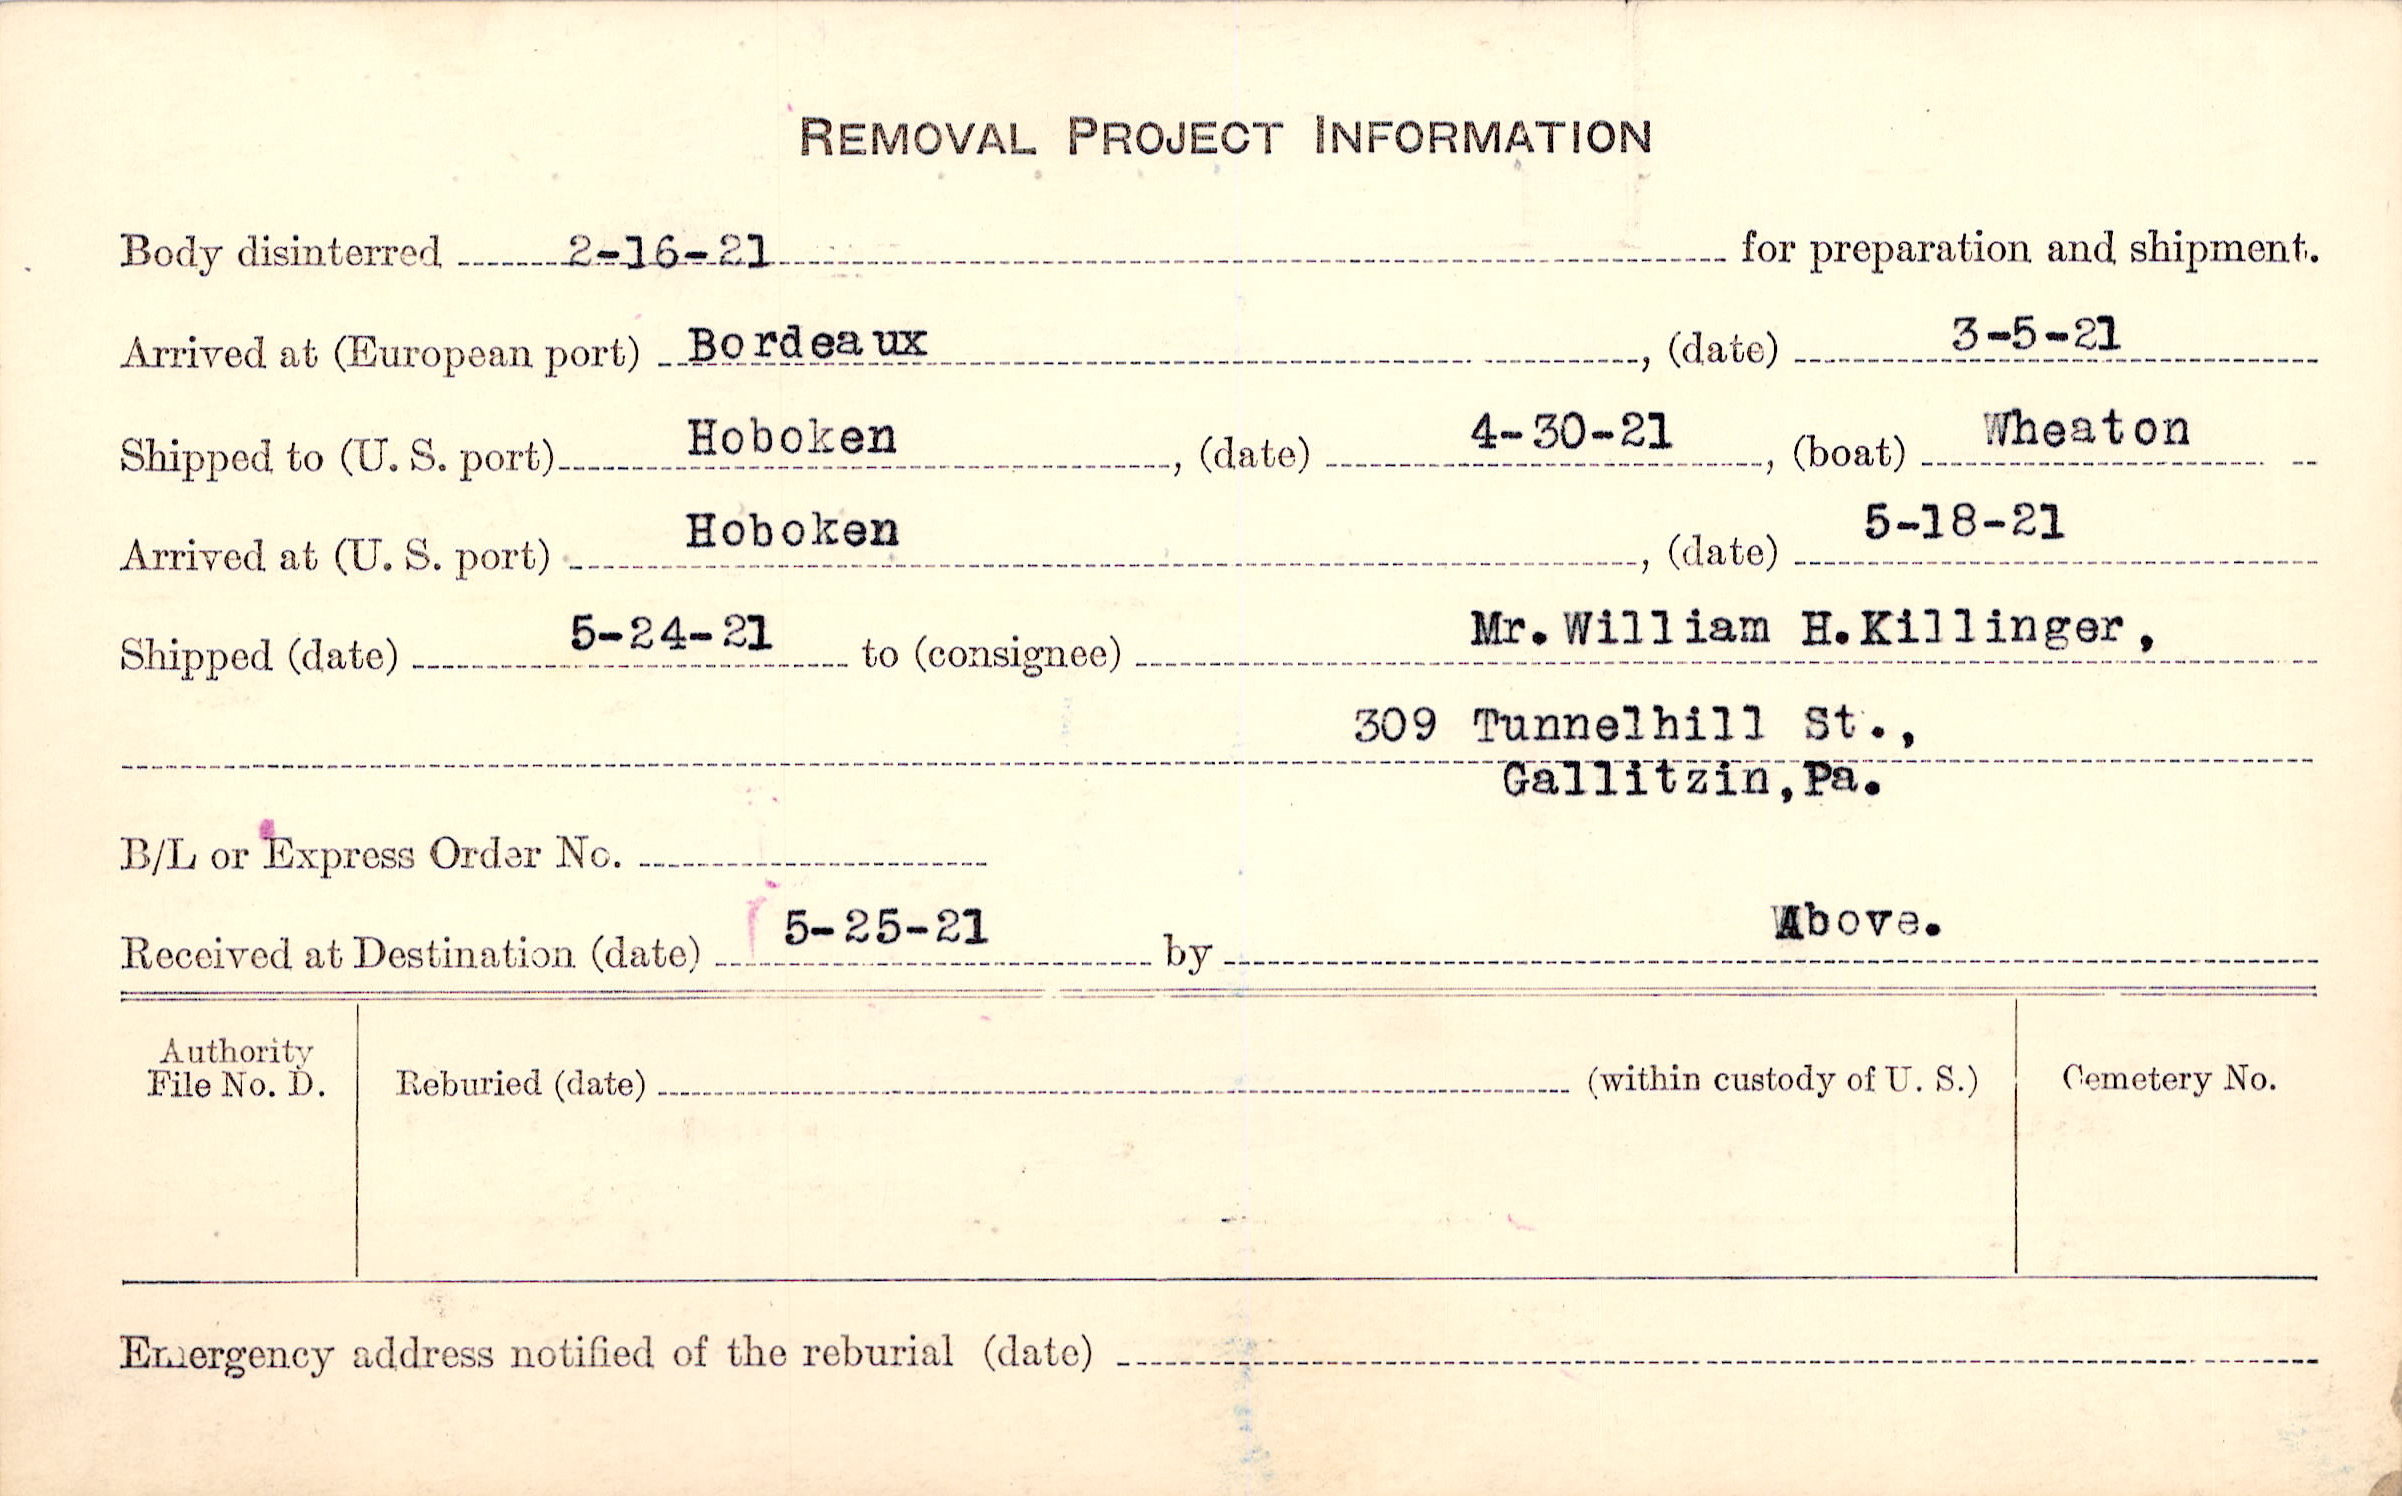 REMOVAL PROJECT INFORMATION
Body disinterred 2-16-21 for preparation and shipment.
Arrived at (European port) Bordeaux, (date) 3-5-21
Shipped to (U. S. port) Hoboken, (date) 4-30-21, (boat) Wheaton
Arrived at (U. S. port) Hoboken, (date) 5-18-21
Shipped (date) 5-24-21 to (consignee) Mr. William H. Killinger,
309 Tunnelhill St.,
Gallitzin, Pa.
B/L or Express Order No.
Received at Destination (date) 5-25-21 by Above.
Authority
File No. D.
Reburied (date) (within custody of U. S.)
Cemetery No.
Emergency address notified of the reburial (date)